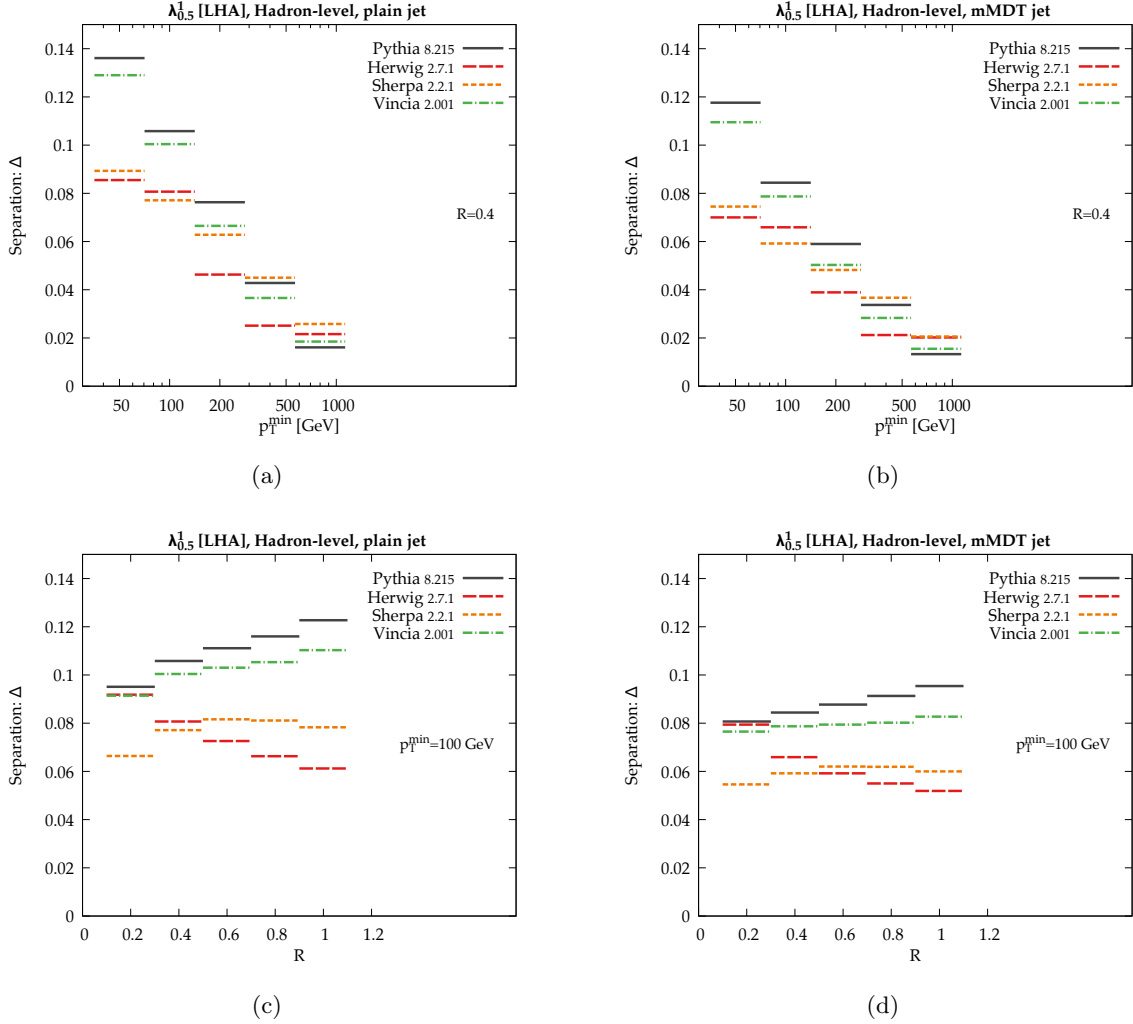 λ¹₀.₅ [LHA], Hadron-level, plain jet
Separation: Δ
0.14
0.12
0.1
0.08
0.06
0.04
0.02
0
Pythia 8.215
Herwig 2.7.1
Sherpa 2.2.1
Vincia 2.001
R=0.4
50 100 200 500 1000
p_T^min [GeV]
(a)
λ¹₀.₅ [LHA], Hadron-level, mMDT jet
Separation: Δ
0.14
0.12
0.1
0.08
0.06
0.04
0.02
0
Pythia 8.215
Herwig 2.7.1
Sherpa 2.2.1
Vincia 2.001
R=0.4
50 100 200 500 1000
p_T^min [GeV]
(b)
λ¹₀.₅ [LHA], Hadron-level, plain jet
Separation: Δ
0.14
0.12
0.1
0.08
0.06
0.04
0.02
0
Pythia 8.215
Herwig 2.7.1
Sherpa 2.2.1
Vincia 2.001
p_T^min=100 GeV
0 0.2 0.4 0.6 0.8 1 1.2
R
(c)
λ¹₀.₅ [LHA], Hadron-level, mMDT jet
Separation: Δ
0.14
0.12
0.1
0.08
0.06
0.04
0.02
0
Pythia 8.215
Herwig 2.7.1
Sherpa 2.2.1
Vincia 2.001
p_T^min=100 GeV
0 0.2 0.4 0.6 0.8 1 1.2
R
(d)